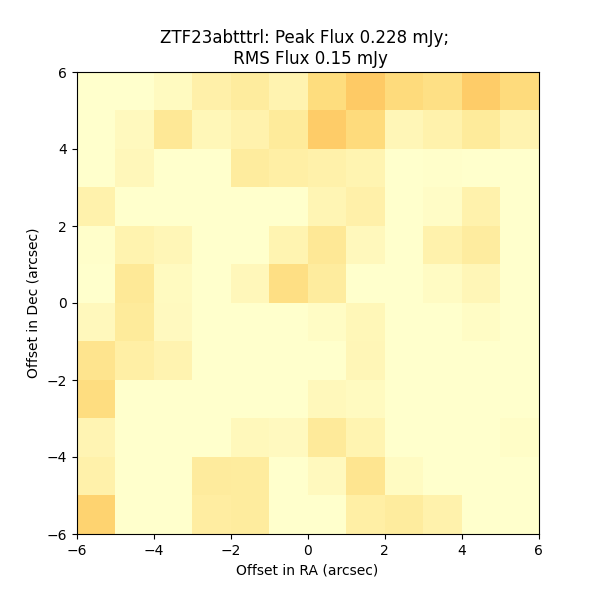 ZTF23abtttrl: Peak Flux 0.228 mJy;
RMS Flux 0.15 mJy
6
4
2
0
−2
−4
−6
Offset in Dec (arcsec)
−6 −4 −2 0 2 4 6
Offset in RA (arcsec)